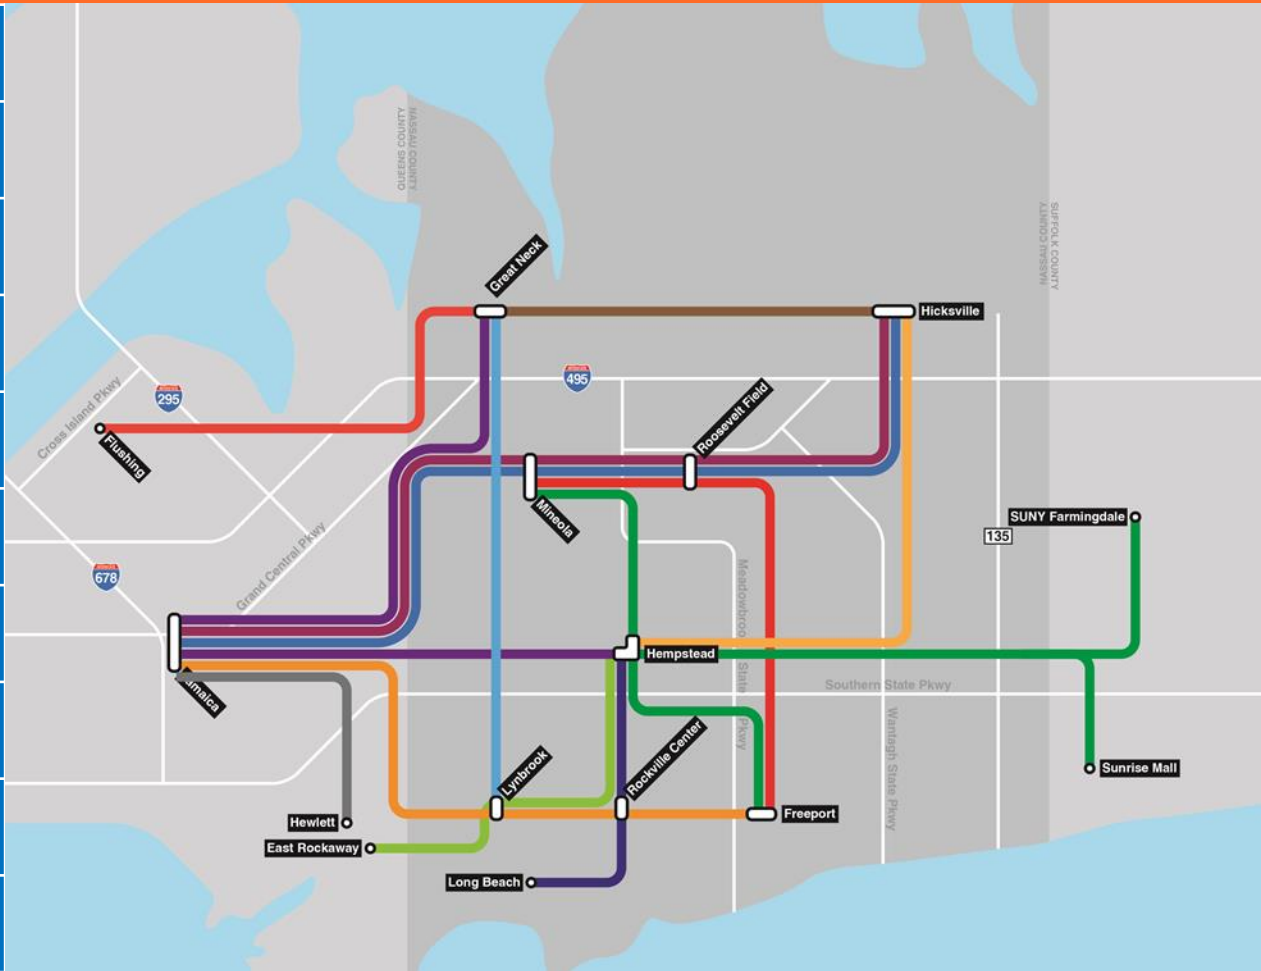 QUEENS COUNTY
NASSAU COUNTY
NASSAU COUNTY
SUFFOLK COUNTY
Great Neck
Hicksville
495
295
Cross Island Pkwy
Flushing
Roosevelt Field
Mineola
SUNY Farmingdale
135
678
Grand Central Pkwy
Meadowbroo State Pkwy
Hempstead
Jamaica
Southern State Pkwy
Wantagh State Pkwy
Rockville Center
Lynbrook
Sunrise Mall
Freeport
Hewlett
East Rockaway
Long Beach